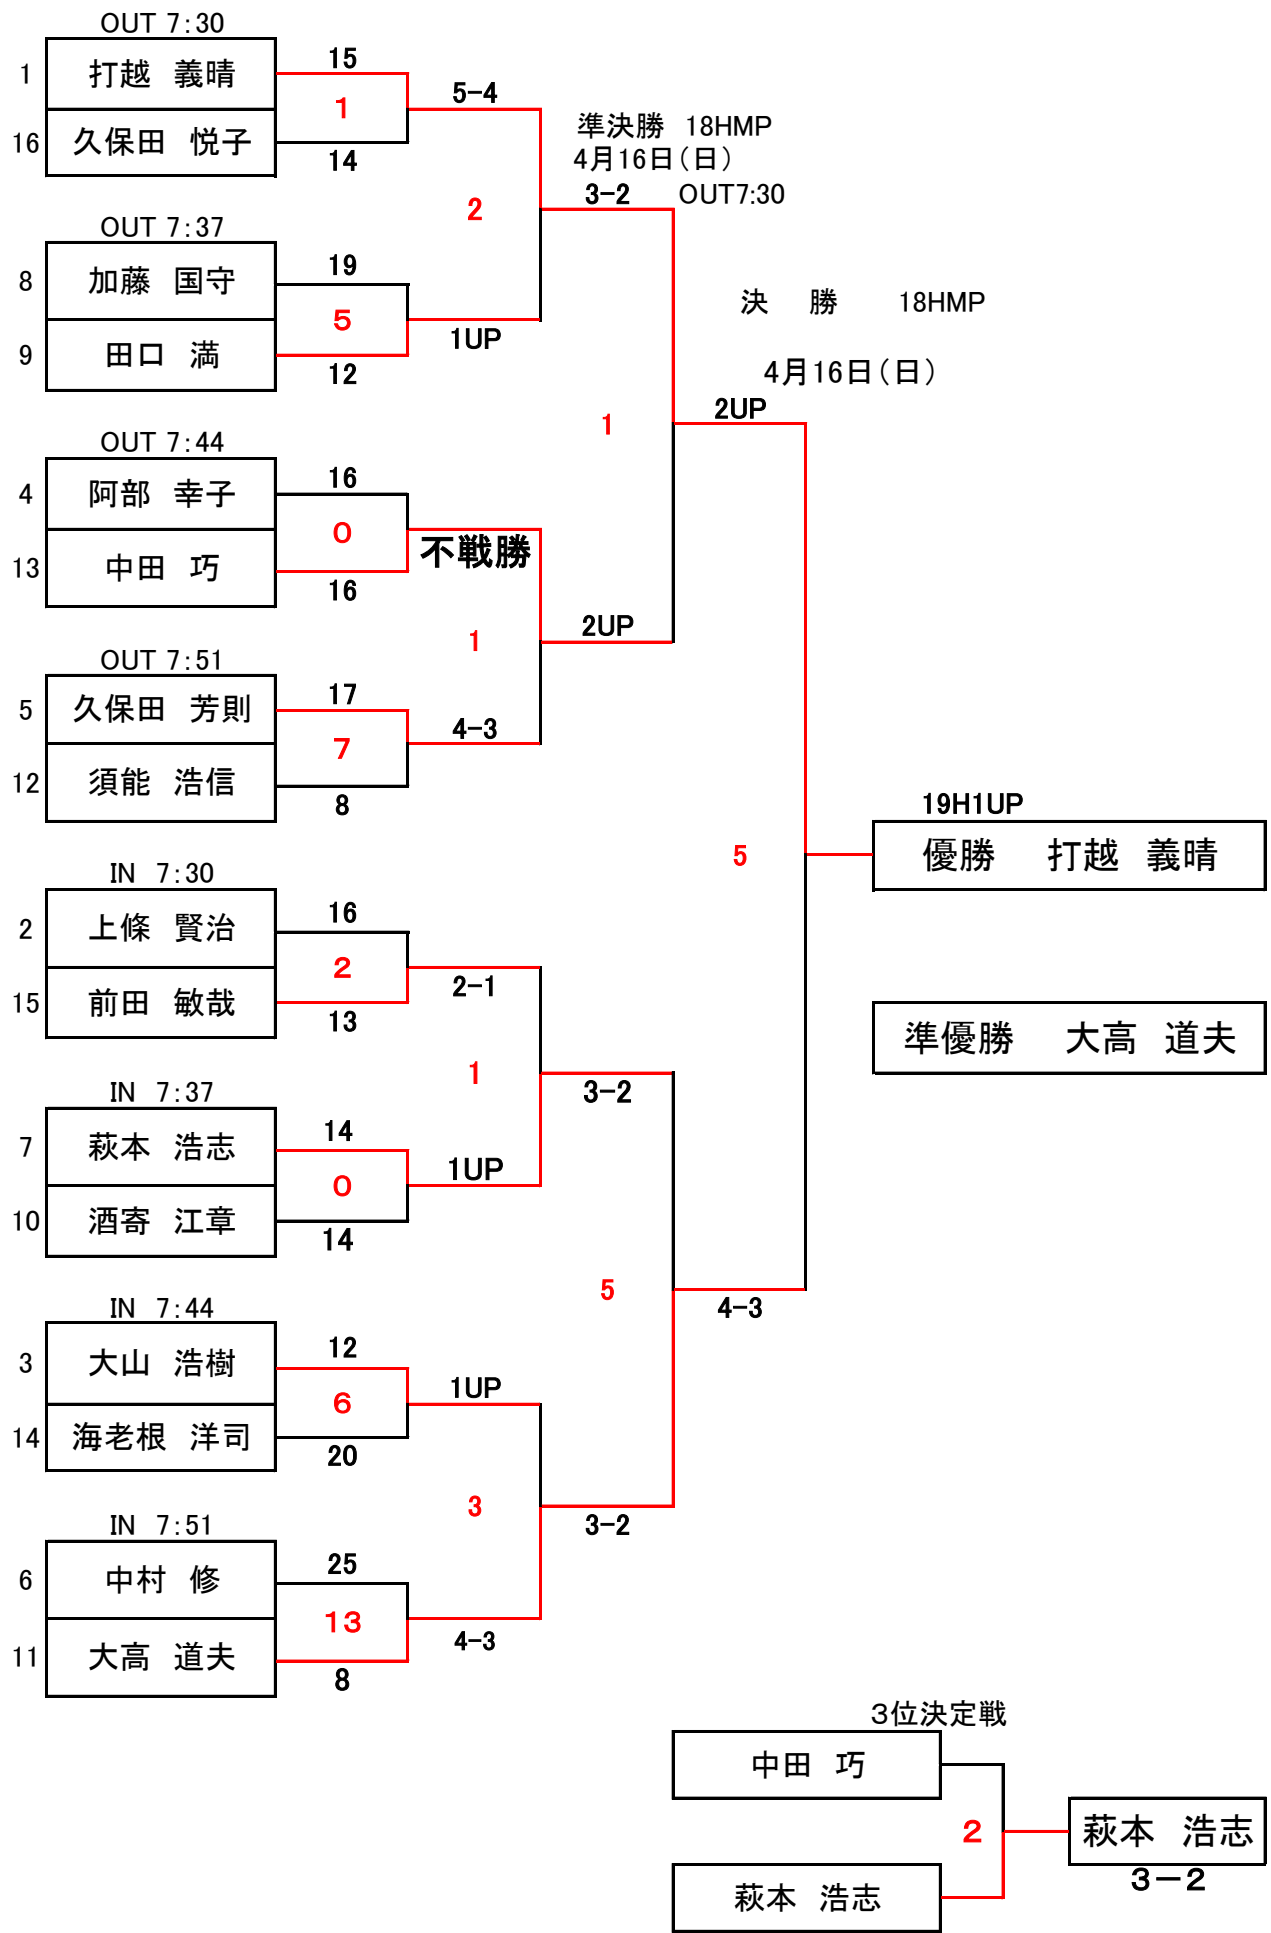 OUT 7:30
1 打越 義晴 15
1
5-4
16 久保田 悦子 14
準決勝 18HMP
4月16日(日)
3-2 OUT7:30
2
OUT 7:37
8 加藤 国守 19
5
1UP
9 田口 満 12
決 勝 18HMP
4月16日(日)
2UP
1
OUT 7:44
4 阿部 幸子 16
0
不戦勝
13 中田 巧 16
1
2UP
OUT 7:51
5 久保田 芳則 17
7
4-3
12 須能 浩信 8
19H1UP
5
優勝 打越 義晴
IN 7:30
2 上條 賢治 16
2
2-1
15 前田 敏哉 13
準優勝 大高 道夫
1
3-2
IN 7:37
7 萩本 浩志 14
0
1UP
10 酒寄 江章 14
5
4-3
IN 7:44
3 大山 浩樹 12
6
1UP
14 海老根 洋司 20
3
3-2
IN 7:51
6 中村 修 25
13
4-3
11 大高 道夫 8
3位決定戦
中田 巧
2
萩本 浩志
3-2
萩本 浩志